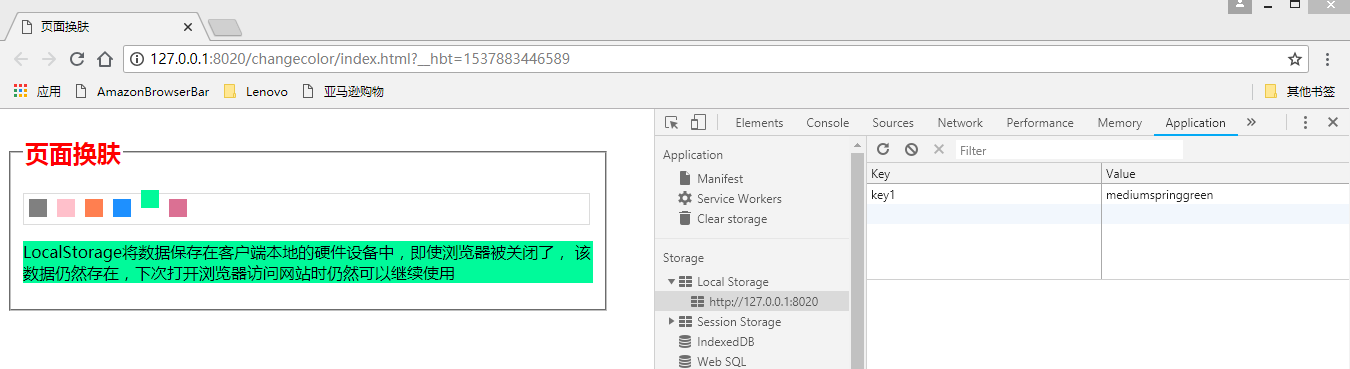 页面换肤
127.0.0.1:8020/changecolor/index.html?__hbt=1537883446589
应用 AmazonBrowserBar Lenovo 亚马逊购物 其他书签
页面换肤
LocalStorage将数据保存在客户端本地的硬件设备中，即使浏览器被关闭了， 该
数据仍然存在，下次打开浏览器访问网站时仍然可以继续使用
Elements Console Sources Network Performance Memory Application
Application
Manifest
Service Workers
Clear storage
Storage
Local Storage
http://127.0.0.1:8020
Session Storage
IndexedDB
Web SQL
Filter
Key Value
key1 mediumspringgreen